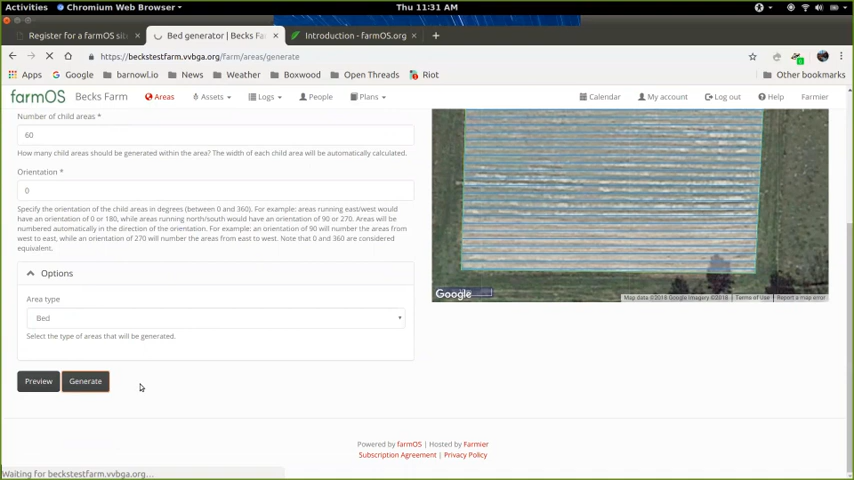 Activities Chromium Web Browser Thu 11:31 AM
Register for a farmOS sit Bed generator | Becks Fa Introduction - farmOS.org
https://beckstestfarm.vvbga.org/farm/areas/generate
Apps Google barnowl.io News Weather Boxwood Open Threads Riot Other bookmarks
farmOS Becks Farm Areas Assets Logs People Plans Calendar My account Log out Help Farmier
Number of child areas *
60
How many child areas should be generated within the area? The width of each child area will be automatically calculated.
Orientation *
0
Specify the orientation of the child areas in degrees (between 0 and 360). For example: areas running east/west would
have an orientation of 0 or 180, while areas running north/south would have an orientation of 90 or 270. Areas will be
numbered automatically in the direction of the orientation. For example: an orientation of 90 will number the areas from
west to east, while an orientation of 270 will number the areas from east to west. Note that 0 and 360 are considered
equivalent.
Google
Map data ©2019 Google Imagery ©2019 Terms of Use Report a map error
Options
Area type
Bed
Select the type of areas that will be generated.
Preview Generate
Powered by farmOS | Hosted by Farmier
Subscription Agreement | Privacy Policy
Waiting for beckstestfarm.vvbga.org...